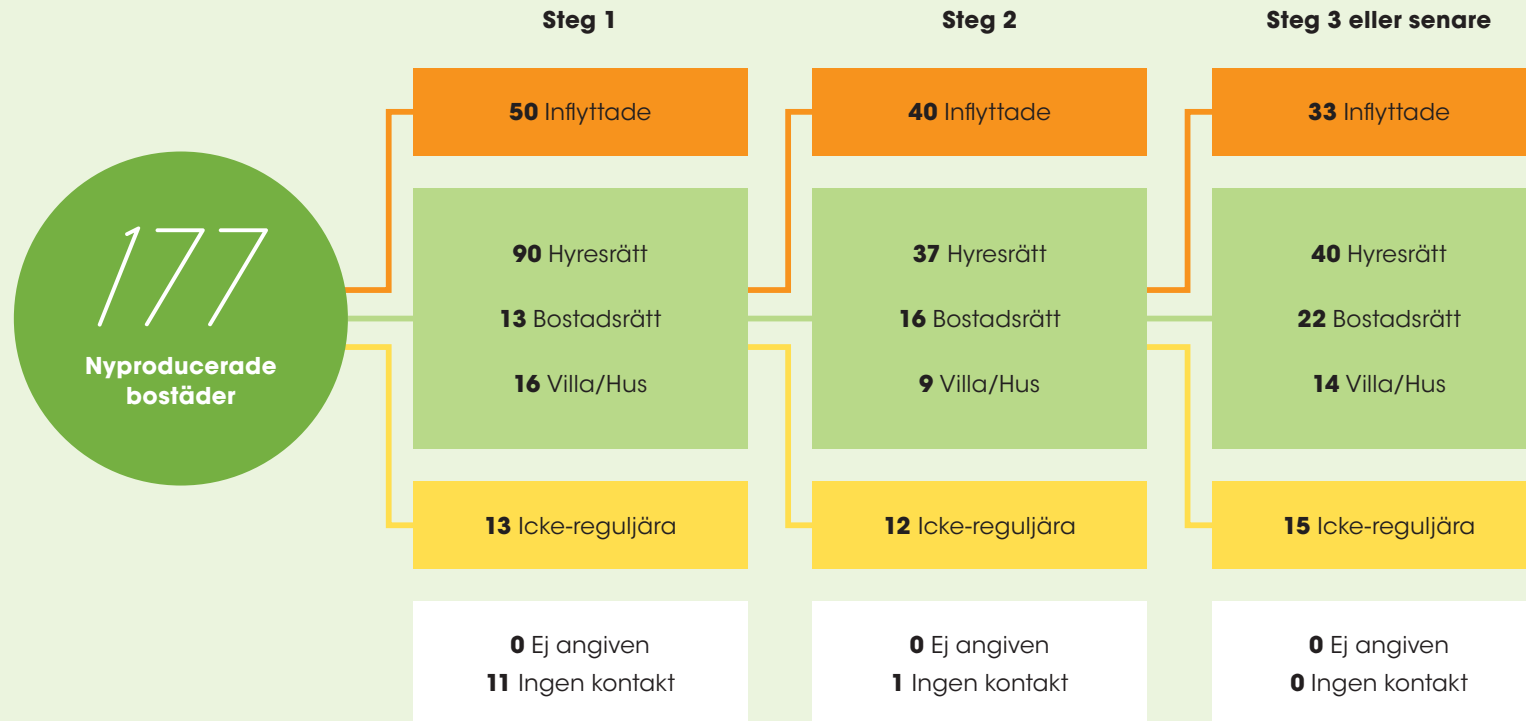 Steg 1
Steg 2
Steg 3 eller senare
177
Nyproducerade
bostäder
50 Inflyttade
90 Hyresrätt
13 Bostadsrätt
16 Villa/Hus
13 Icke-reguljära
0 Ej angiven
11 Ingen kontakt
40 Inflyttade
37 Hyresrätt
16 Bostadsrätt
9 Villa/Hus
12 Icke-reguljära
0 Ej angiven
1 Ingen kontakt
33 Inflyttade
40 Hyresrätt
22 Bostadsrätt
14 Villa/Hus
15 Icke-reguljära
0 Ej angiven
0 Ingen kontakt